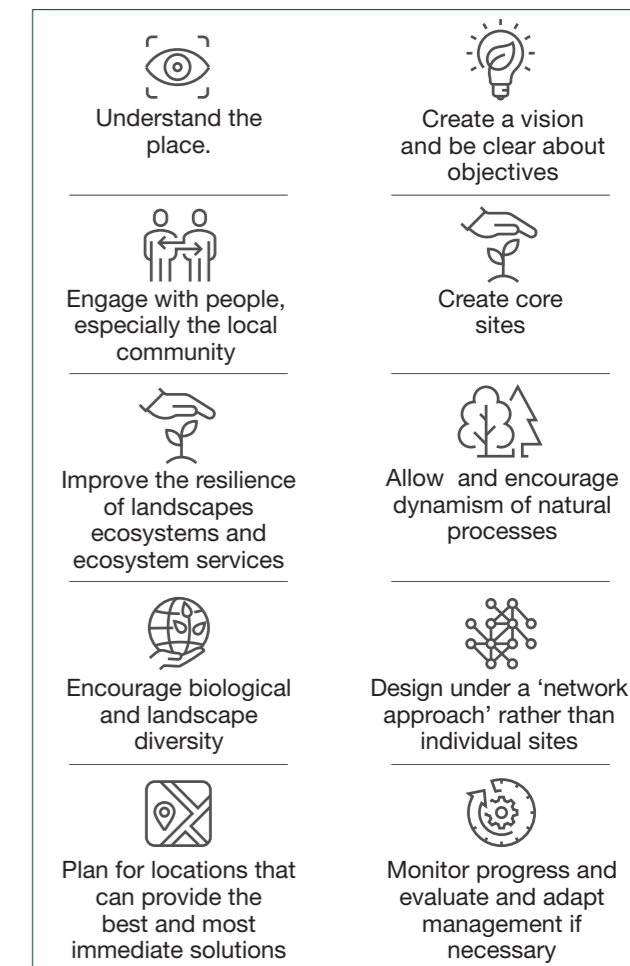 Understand the
place.
Create a vision
and be clear about
objectives
Engage with people,
especially the local
community
Create core
sites
Improve the resilience
of landscapes
ecosystems and
ecosystem services
Allow  and encourage
dynamism of natural
processes
Encourage biological
and landscape
diversity
Design under a ‘network
approach’ rather than
individual sites
Plan for locations that
can provide the
best and most
immediate solutions
Monitor progress and
evaluate and adapt
management if
necessary